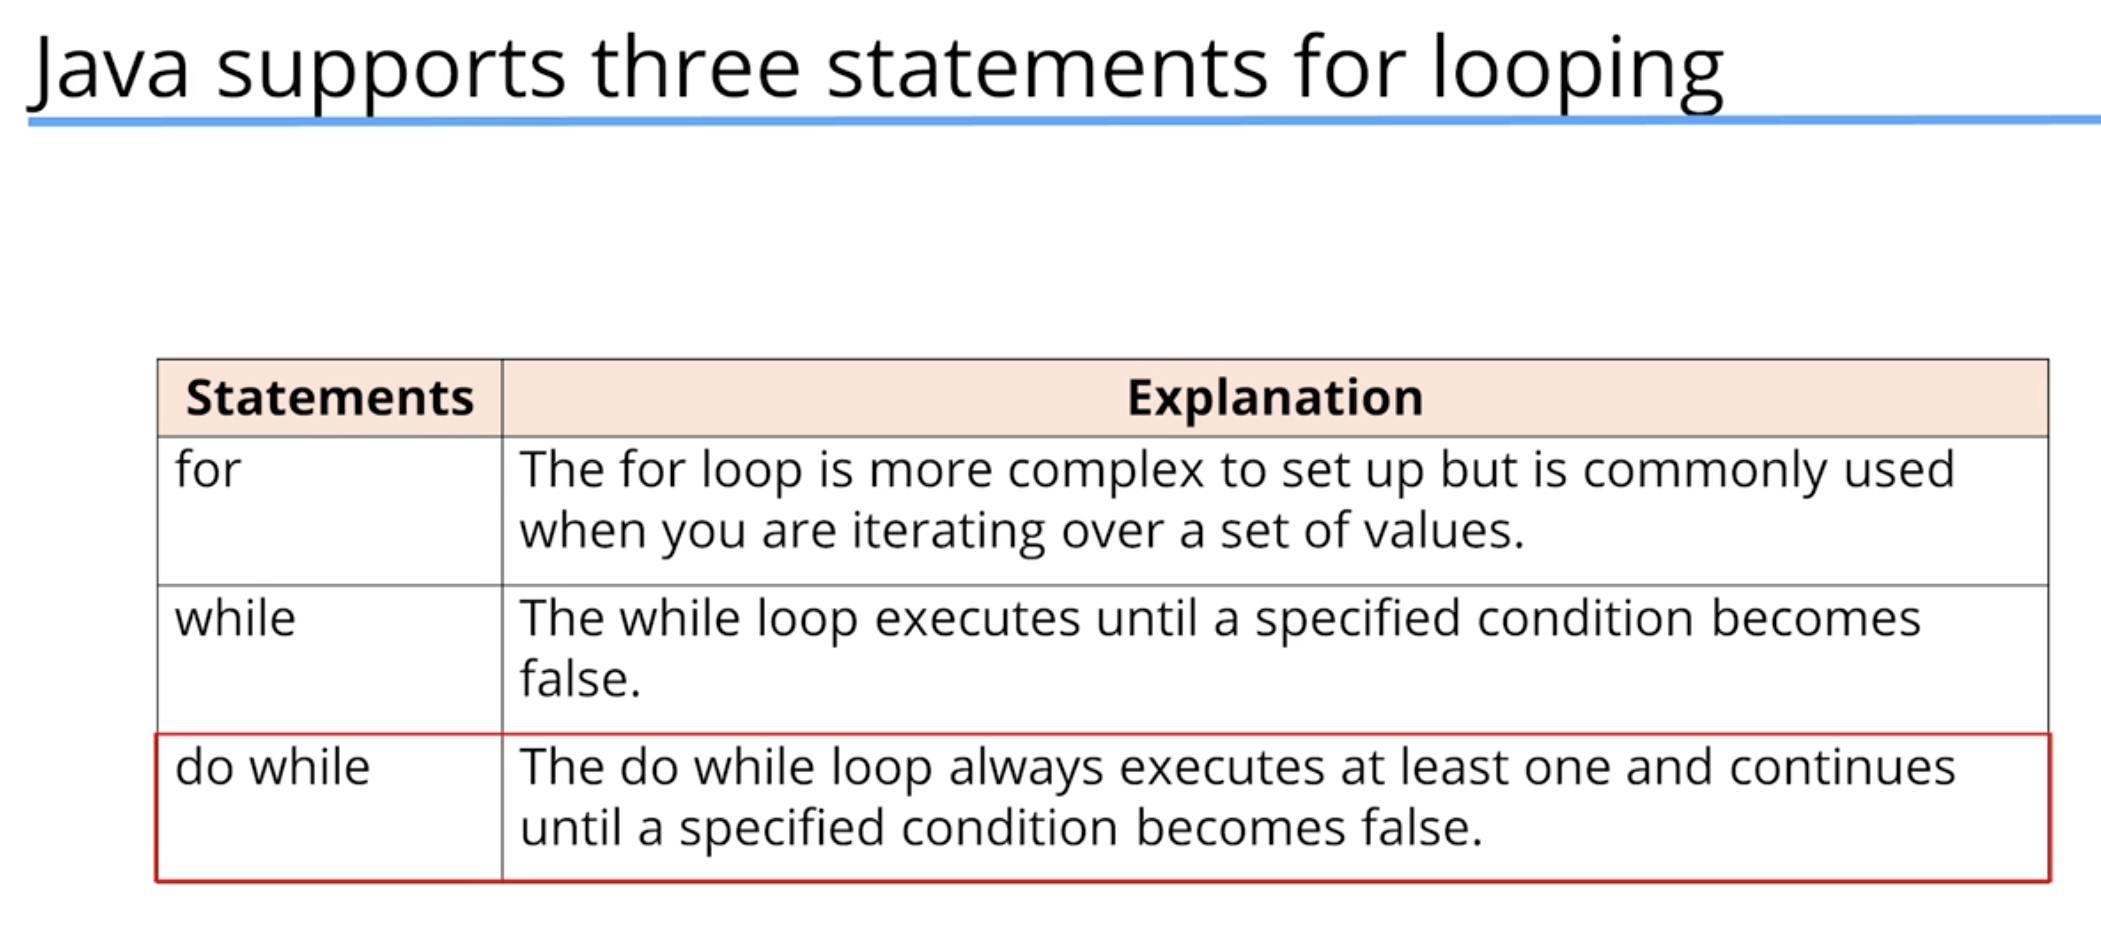 Java supports three statements for looping
Statements
Explanation
for
The for loop is more complex to set up but is commonly used
when you are iterating over a set of values.
while
The while loop executes until a specified condition becomes
false.
do while
The do while loop always executes at least one and continues
until a specified condition becomes false.